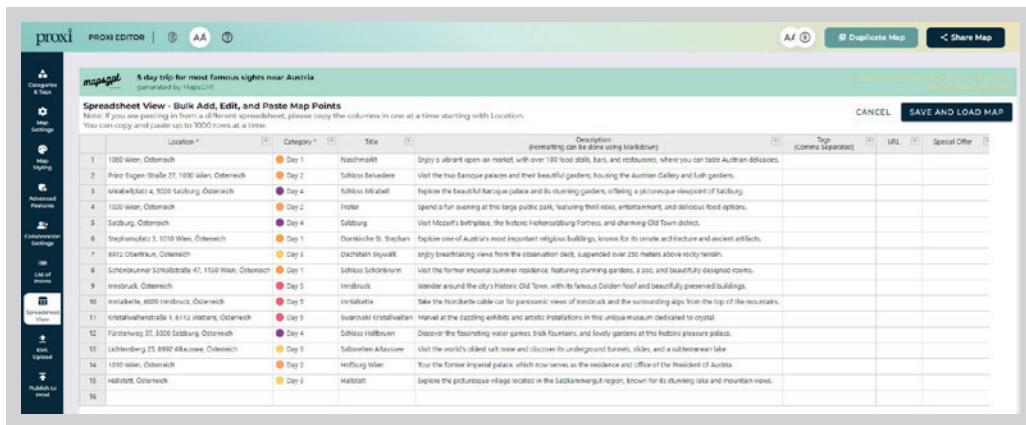 proxi PROXI EDITOR AA
Duplicate Map Share Map
mapsgpt 5 day trip for most famous sights near Austria
generated by MapsGPT
Spreadsheet View - Bulk Add, Edit, and Paste Map Points
Note: If you are pasting in from a different spreadsheet, please copy the columns in one at a time starting with Location.
You can copy and paste up to 1000 rows at a time.
CANCEL SAVE AND LOAD MAP
Categories & Tags
Map Settings
Map Styling
Advanced Features
Collaboration Settings
List of Points
Spreadsheet View
KML Upload
Publish to Proxi
Location * Category * Title Description (Formatting can be done using Markdown) Tags (Comma Separated) URL Special Offer
1 1060 Wien, Österreich Day 1 Naschmarkt Enjoy a vibrant open-air market, with over 100 food stalls, bars, and restaurants, where you can taste Austrian delicacies.
2 Prinz-Eugen-Straße 27, 1030 Wien, Österreich Day 2 Schloss Belvedere Visit the two Baroque palaces and their beautiful gardens, housing the Austrian Gallery and lush gardens.
3 Mirabellplatz 4, 5020 Salzburg, Österreich Day 4 Schloss Mirabell Explore the beautiful Baroque palace and its stunning gardens, offering a picturesque viewpoint of Salzburg.
4 1020 Wien, Österreich Day 2 Prater Spend a fun evening at this large public park, featuring thrill rides, entertainment, and delicious food options.
5 Salzburg, Österreich Day 4 Salzburg Visit Mozart's birthplace, the historic Hohensalzburg Fortress, and charming Old Town district.
6 Stephansplatz 3, 1010 Wien, Österreich Day 1 Domkirche St. Stephan Explore one of Austria's most important religious buildings, known for its ornate architecture and ancient artifacts.
7 8972 Obertraun, Österreich Day 3 Dachstein Skywalk Enjoy breathtaking views from the observation deck, suspended over 250 meters above rocky terrain.
8 Schönbrunner Schloßstraße 47, 1130 Wien, Österreich Day 1 Schloss Schönbrunn Visit the former imperial summer residence, featuring stunning gardens, a zoo, and beautifully designed rooms.
9 Innsbruck, Österreich Day 5 Innsbruck Wander around the city's historic Old Town, with its famous Golden Roof and beautifully preserved buildings.
10 Inntalkette, 6020 Innsbruck, Österreich Day 5 Inntalkette Take the Nordkette cable car for panoramic views of Innsbruck and the surrounding Alps from the top of the mountains.
11 Kristallweltenstraße 1, 6112 Wattens, Österreich Day 5 Swarovski Kristallwelten Marvel at the dazzling exhibits and artistic installations in this unique museum dedicated to crystal.
12 Fürstenweg 37, 5020 Salzburg, Österreich Day 4 Schloss Hellbrunn Discover the fascinating water games, trick fountains, and lovely gardens at this historic pleasure palace.
13 Lichtersberg 25, 8992 Altaussee, Österreich Day 3 Salzwelten Altaussee Visit the world's oldest salt mine and discover its underground tunnels, slides, and a subterranean lake.
14 1010 Wien, Österreich Day 2 Hofburg Wien Tour the former imperial palace, which now serves as the residence and office of the President of Austria.
15 Hallstatt, Österreich Day 3 Hallstatt Explore the picturesque village located in the Salzkammergut region, known for its stunning lake and mountain views.
16